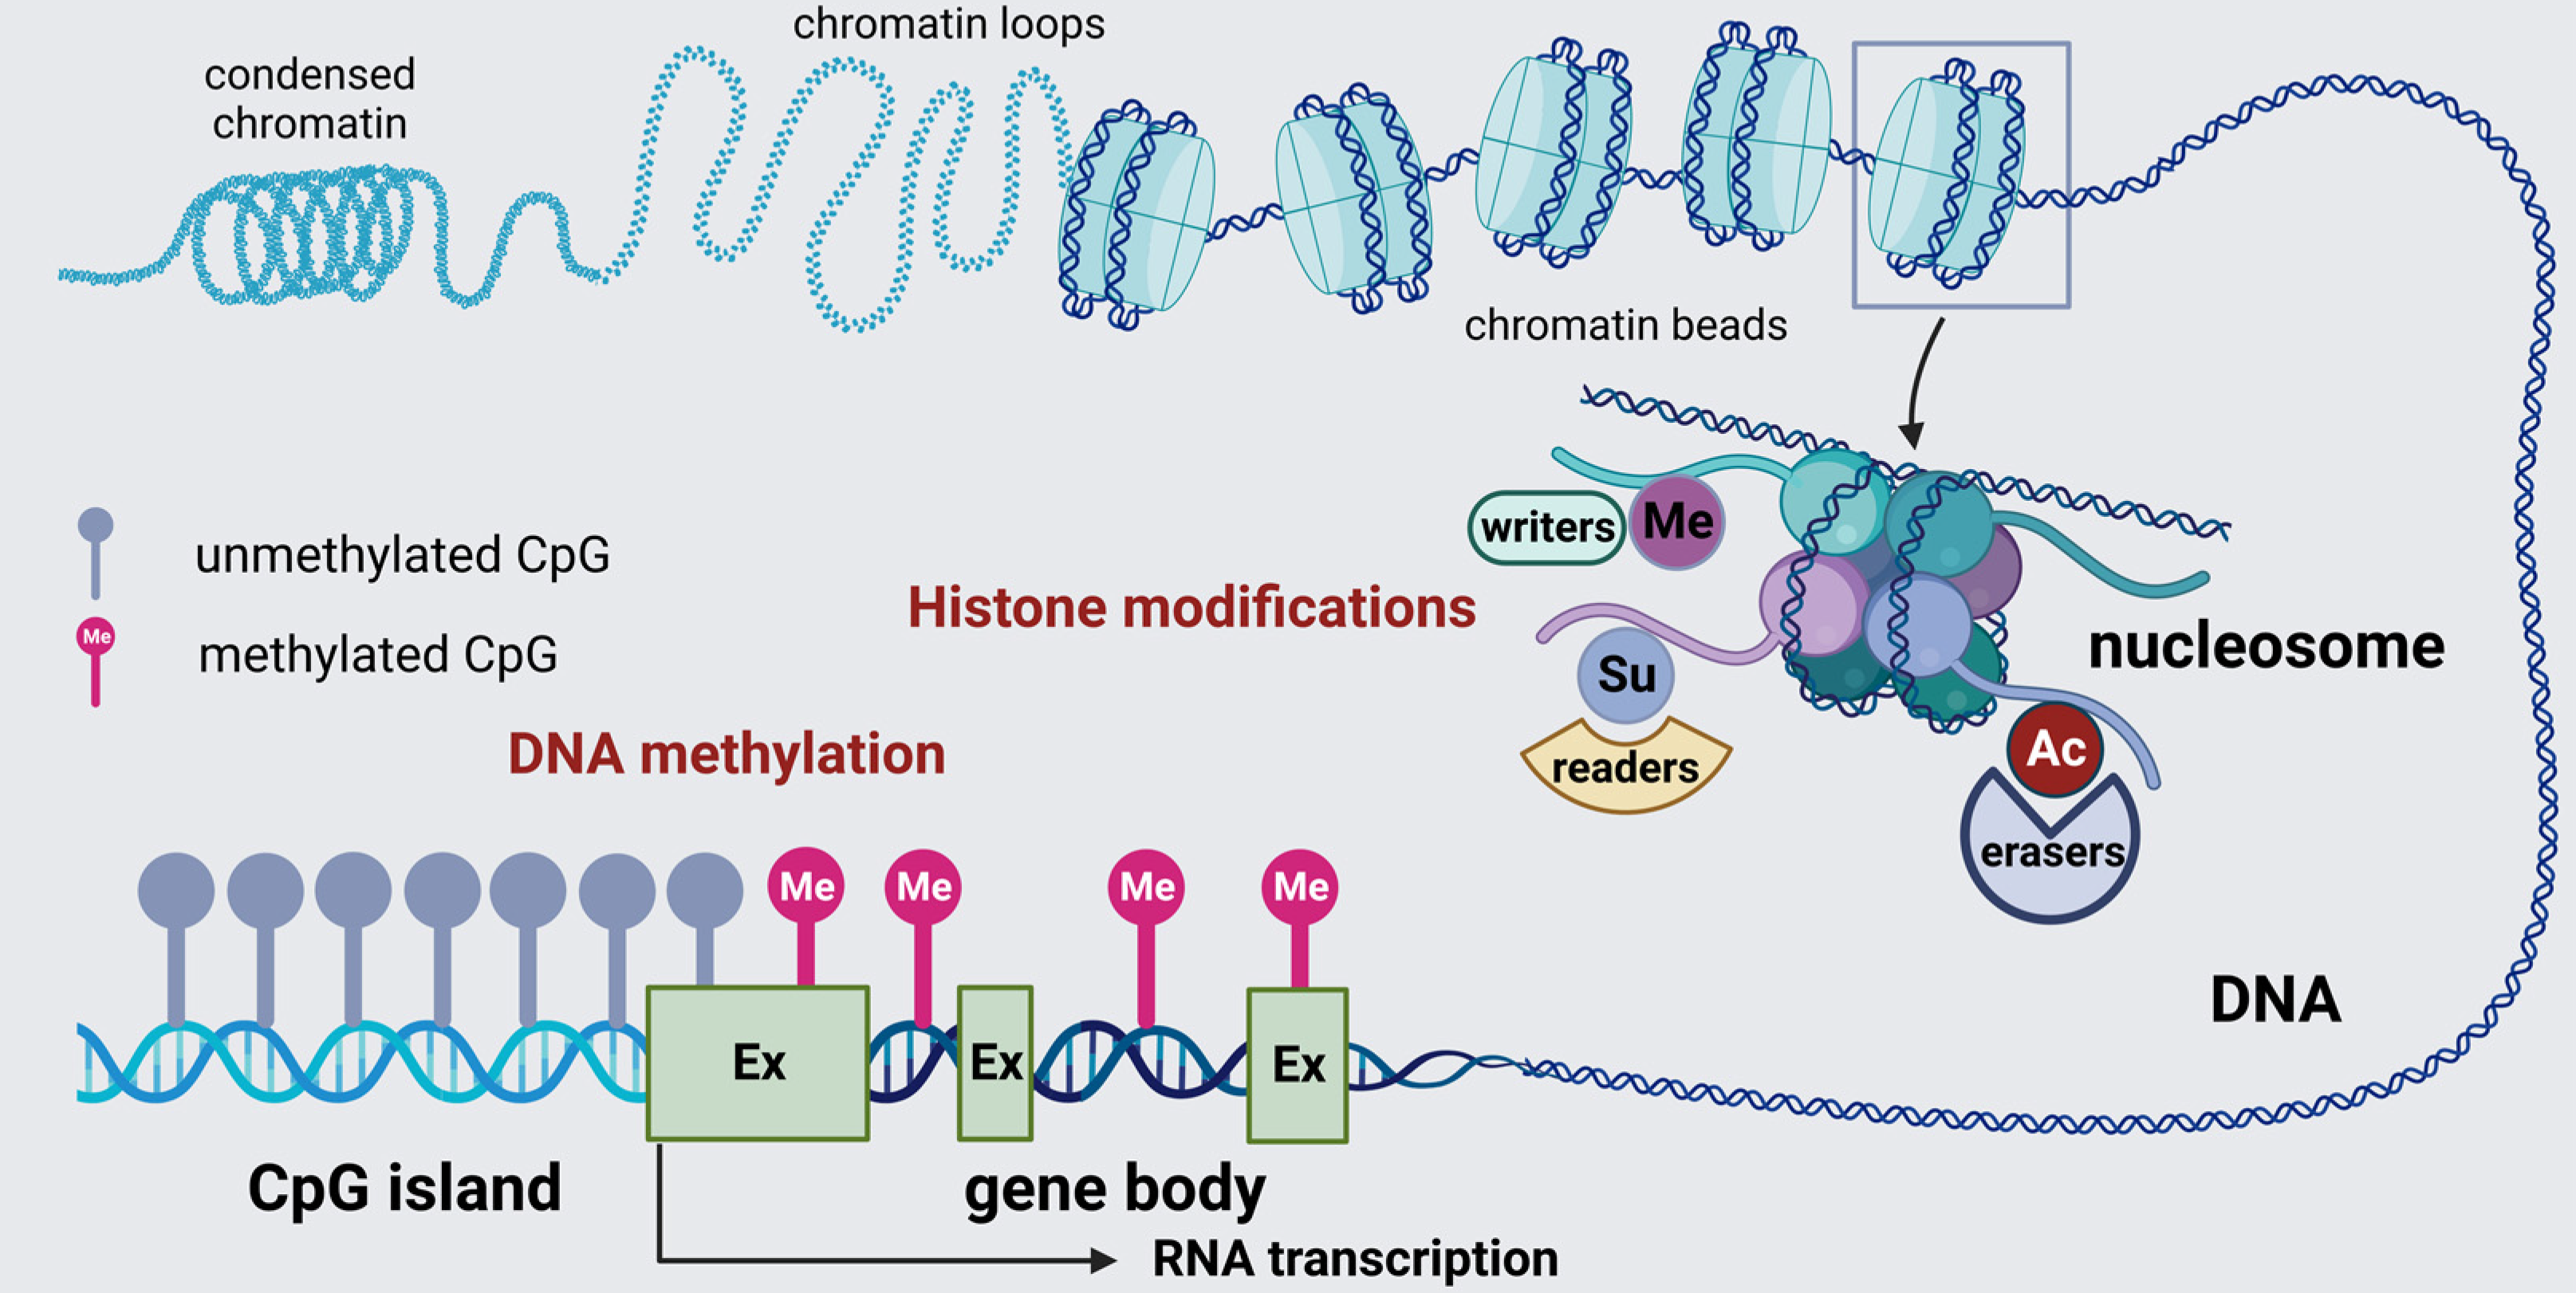 chromatin loops
condensed
chromatin
chromatin beads
unmethylated CpG
Me
methylated CpG
writers
Me
Histone modifications
Su
readers
nucleosome
Ac
erasers
DNA methylation
Me
Me
Me
Me
DNA
Ex
Ex
Ex
CpG island
gene body
RNA transcription